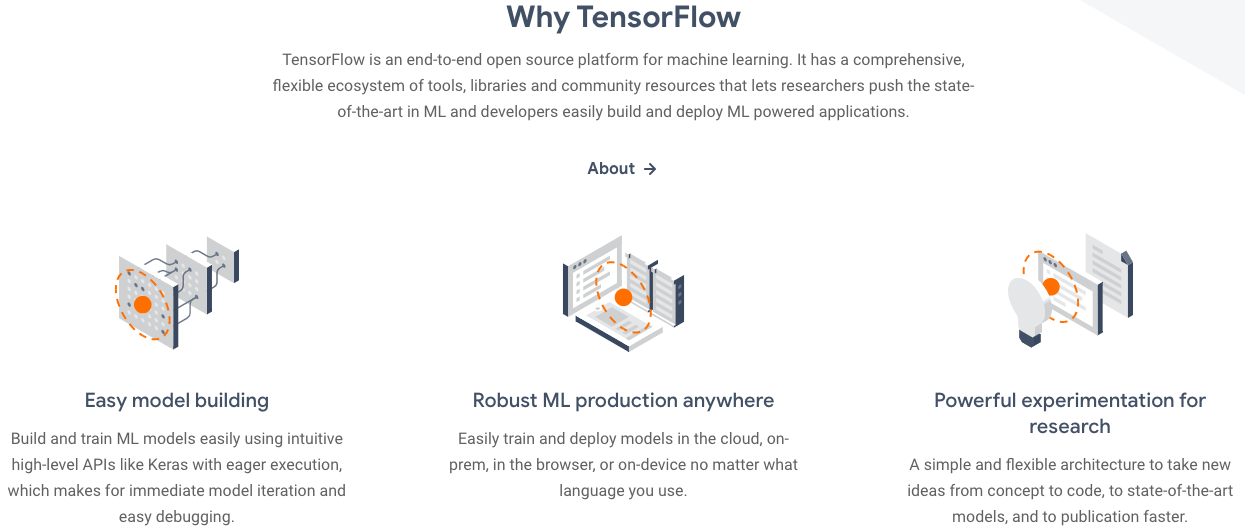 Why TensorFlow
TensorFlow is an end-to-end open source platform for machine learning. It has a comprehensive,
flexible ecosystem of tools, libraries and community resources that lets researchers push the state-
of-the-art in ML and developers easily build and deploy ML powered applications.
About →
Easy model building
Build and train ML models easily using intuitive
high-level APIs like Keras with eager execution,
which makes for immediate model iteration and
easy debugging.
Robust ML production anywhere
Easily train and deploy models in the cloud, on-
prem, in the browser, or on-device no matter what
language you use.
Powerful experimentation for
research
A simple and flexible architecture to take new
ideas from concept to code, to state-of-the-art
models, and to publication faster.